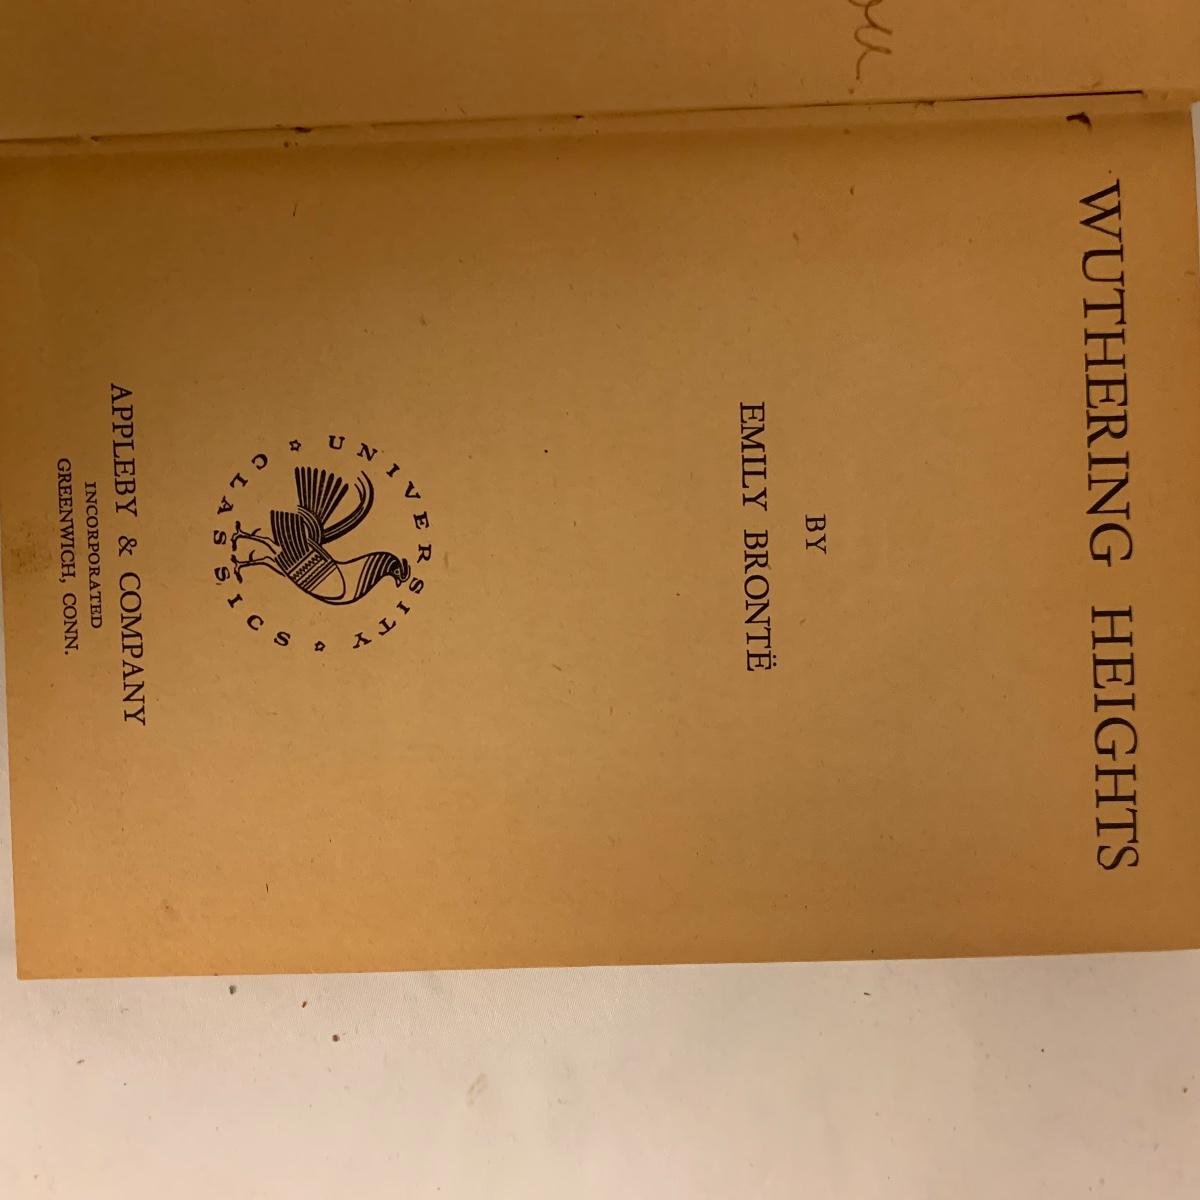 WUTHERING HEIGHTS
BY
EMILY BRONTË
UNIVERSITY
CLASSICS
APPLEBY & COMPANY
INCORPORATED
GREENWICH, CONN.